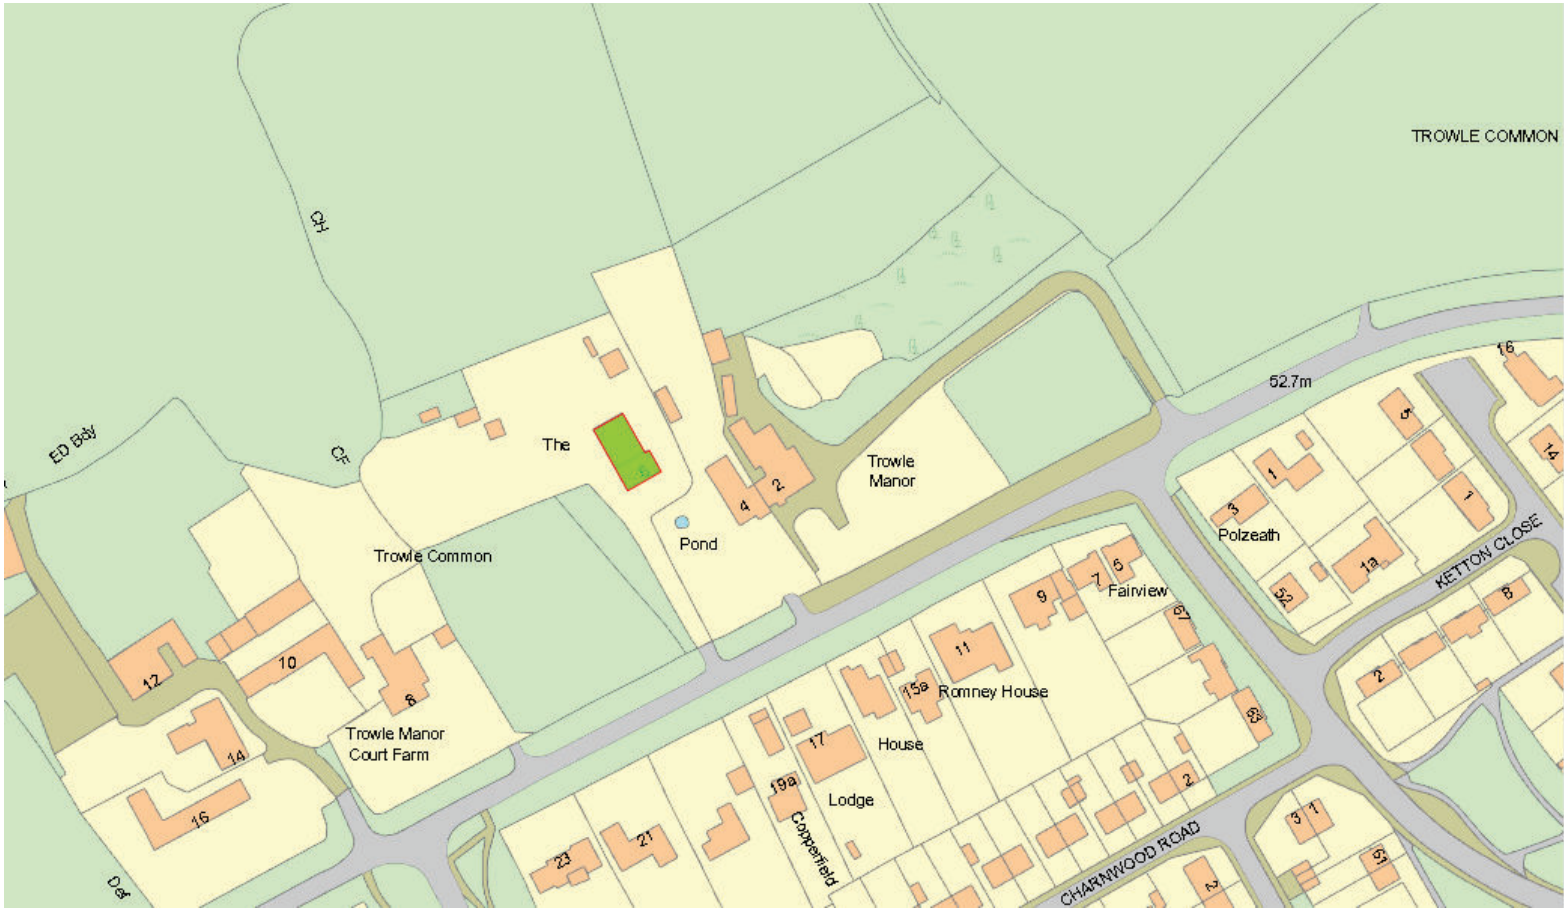 TROWLE COMMON
CH
52.7m
16
5
ED Bdy
CF
The
6
Trowle
Manor
2
4
1
14
3
1
Polzeath
Pond
KETTON CLOSE
Trowle Common
1a
52
7
5
Fairview
9
8
67
10
12
11
2
8
15a
Romney House
63
Trowle Manor
Court Farm
14
17
House
19a
2
Lodge
16
21
3
1
Copperfield
23
CHARNWOOD ROAD
61
2
Def